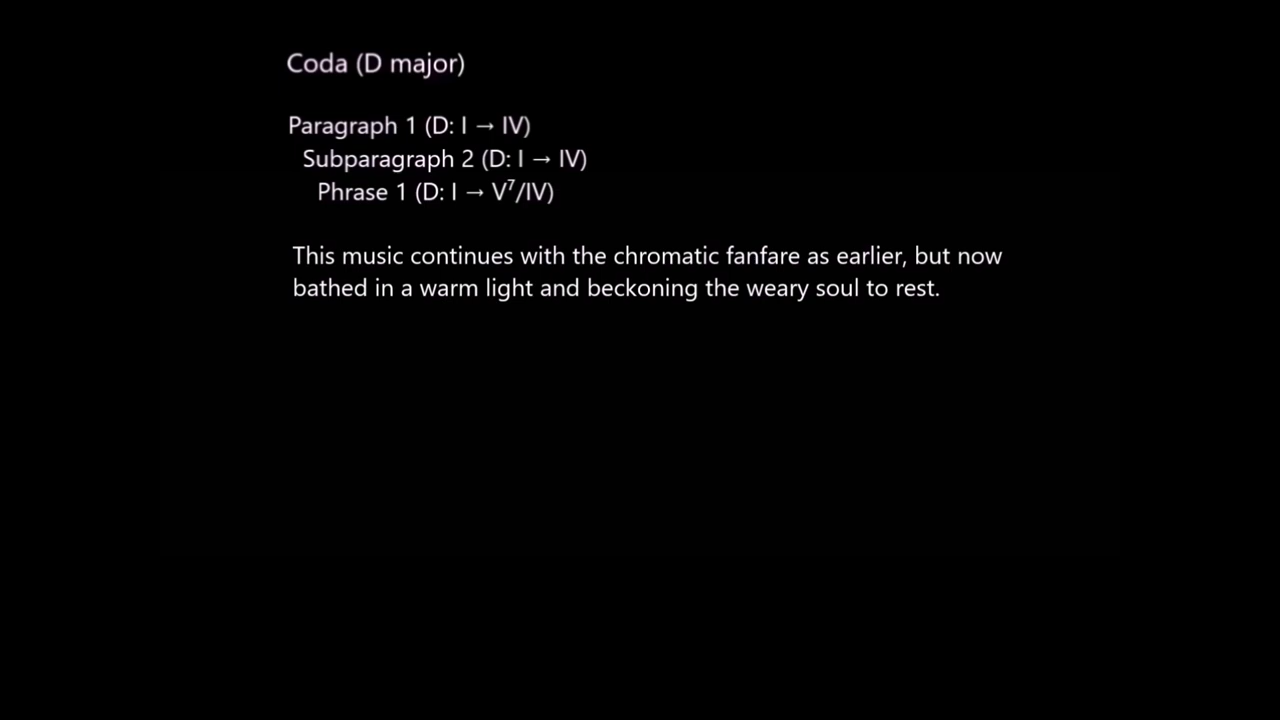 Coda (D major)
Paragraph 1 (D: I → IV)
Subparagraph 2 (D: I → IV)
Phrase 1 (D: I → V⁷/IV)
This music continues with the chromatic fanfare as earlier, but now
bathed in a warm light and beckoning the weary soul to rest.